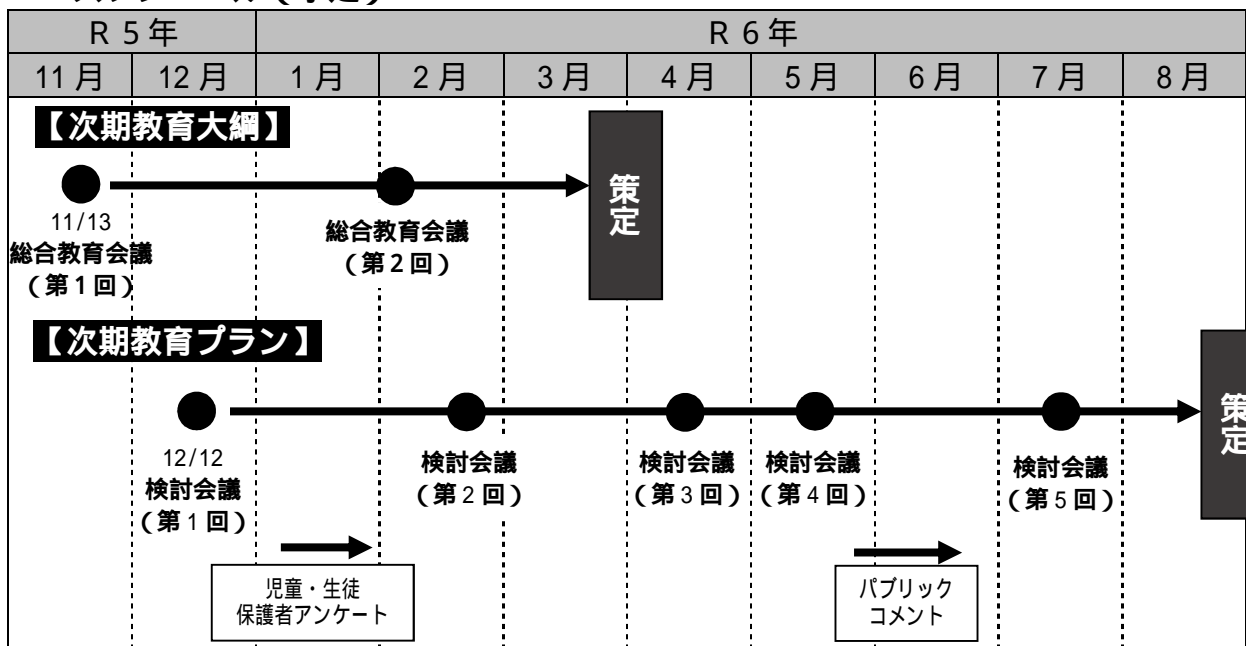 R５年
R６年
11月
12月
1月
2月
3月
4月
5月
6月
7月
8月
【次期教育大綱】
策定
11/13
総合教育会議
（第１回）
総合教育会議
（第２回）
【次期教育プラン】
策定
12/12
検討会議
（第１回）
検討会議
（第２回）
検討会議
（第３回）
検討会議
（第４回）
検討会議
（第５回）
児童・生徒
保護者アンケート
パブリック
コメント